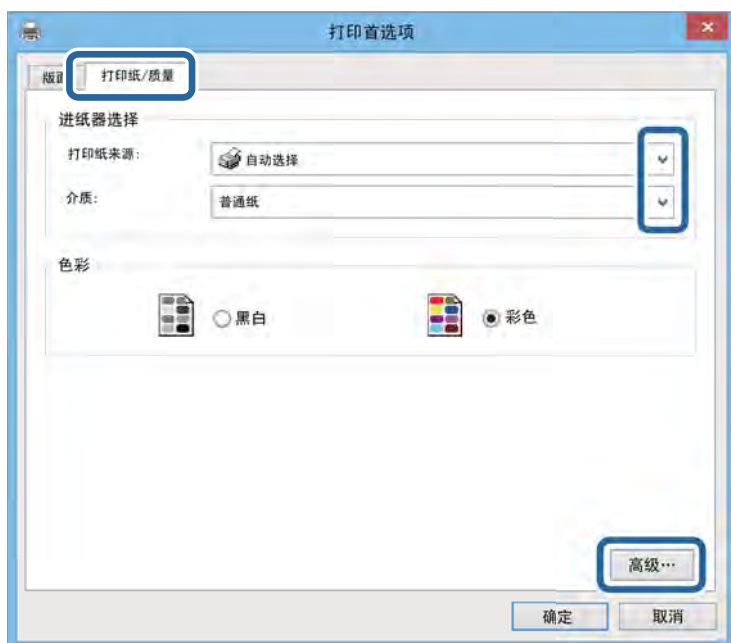 打印首选项
打印纸/质量
进纸器选择
打印纸来源:
自动选择
介质:
普通纸
色彩
黑白
彩色
高级…
确定
取消